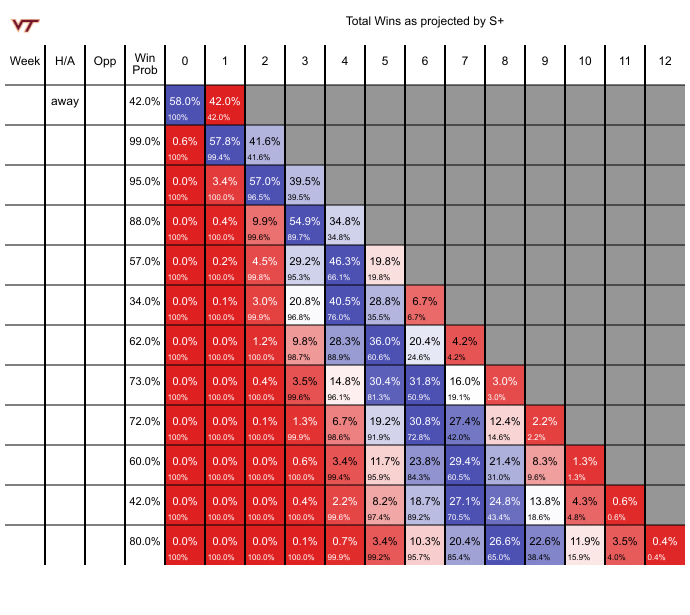 VT
Total Wins as projected by S+
Week H/A Opp Win Prob 0 1 2 3 4 5 6 7 8 9 10 11 12
away 42.0% 58.0% 42.0%
100% 42.0%
99.0% 0.6% 57.8% 41.6%
100% 99.4% 41.6%
95.0% 0.0% 3.4% 57.0% 39.5%
100% 100.0% 96.5% 39.5%
88.0% 0.0% 0.4% 9.9% 54.9% 34.8%
100% 100.0% 99.6% 89.7% 34.8%
57.0% 0.0% 0.2% 4.5% 29.2% 46.3% 19.8%
100% 100.0% 99.8% 95.3% 66.1% 19.8%
34.0% 0.0% 0.1% 3.0% 20.8% 40.5% 28.8% 6.7%
100% 100.0% 99.9% 96.8% 76.0% 35.5% 6.7%
62.0% 0.0% 0.0% 1.2% 9.8% 28.3% 36.0% 20.4% 4.2%
100% 100.0% 100.0% 98.7% 88.9% 60.6% 24.6% 4.2%
73.0% 0.0% 0.0% 0.4% 3.5% 14.8% 30.4% 31.8% 16.0% 3.0%
100% 100.0% 100.0% 99.6% 96.1% 81.3% 50.9% 19.1% 3.0%
72.0% 0.0% 0.0% 0.1% 1.3% 6.7% 19.2% 30.8% 27.4% 12.4% 2.2%
100% 100.0% 100.0% 99.9% 98.6% 91.9% 72.8% 42.0% 14.6% 2.2%
60.0% 0.0% 0.0% 0.0% 0.6% 3.4% 11.7% 23.8% 29.4% 21.4% 8.3% 1.3%
100% 100.0% 100.0% 100.0% 99.4% 95.9% 84.3% 60.5% 31.0% 9.6% 1.3%
42.0% 0.0% 0.0% 0.0% 0.4% 2.2% 8.2% 18.7% 27.1% 24.8% 13.8% 4.3% 0.6%
100% 100.0% 100.0% 100.0% 99.6% 97.4% 89.2% 70.5% 43.4% 18.6% 4.8% 0.6%
80.0% 0.0% 0.0% 0.0% 0.1% 0.7% 3.4% 10.3% 20.4% 26.6% 22.6% 11.9% 3.5% 0.4%
100% 100.0% 100.0% 100.0% 99.9% 99.2% 95.7% 85.4% 65.0% 38.4% 15.9% 4.0% 0.4%